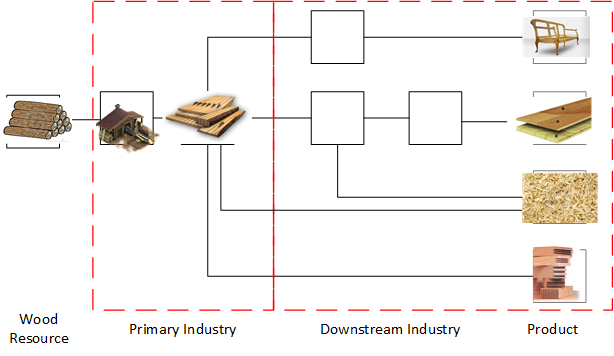 Wood
Resource
Primary Industry
Downstream Industry
Product